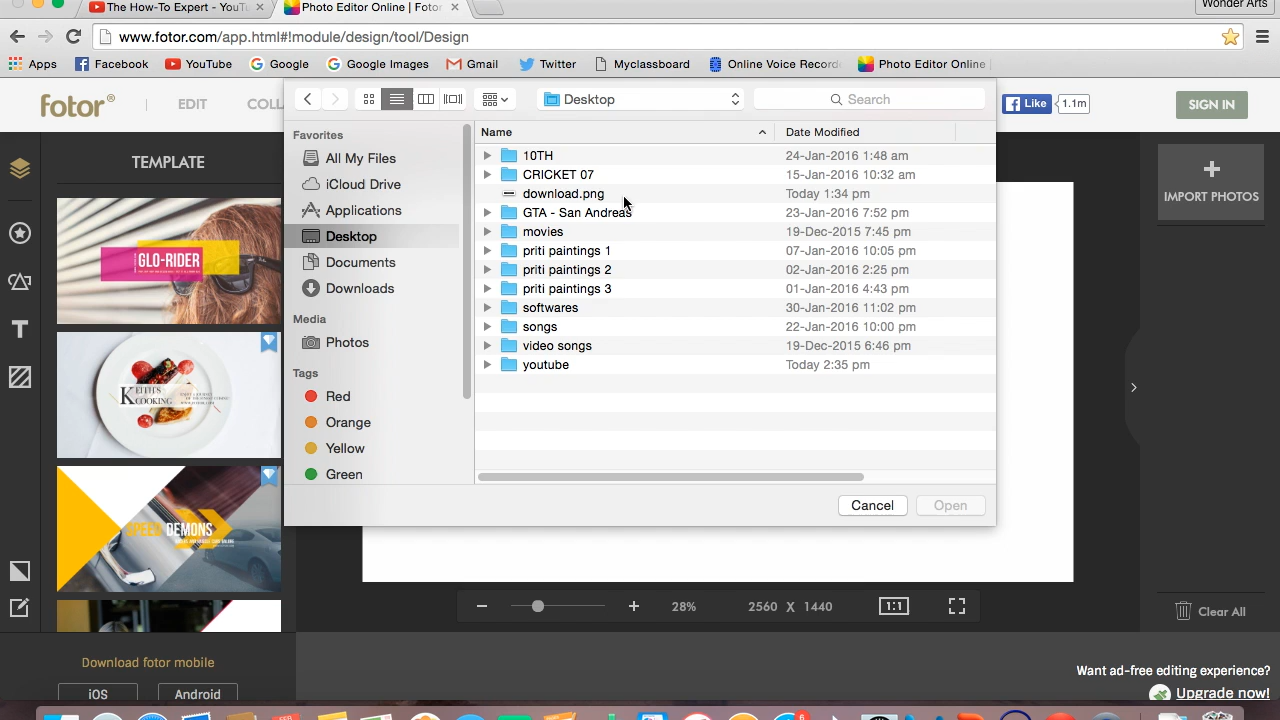 The How-To Expert - YouTu
Photo Editor Online | Fotor
Wonder Arts
www.fotor.com/app.html#!module/design/tool/Design
Apps Facebook YouTube Google Google Images Gmail Twitter Myclassboard Online Voice Record Photo Editor Online
fotor®
EDIT
COLL
Desktop
Search
Like 1.1m
SIGN IN
TEMPLATE
Favorites
All My Files
iCloud Drive
Applications
Desktop
Documents
Downloads
Media
Photos
Tags
Red
Orange
Yellow
Green
Name Date Modified
10TH 24-Jan-2016 1:48 am
CRICKET 07 15-Jan-2016 10:32 am
download.png Today 1:34 pm
GTA - San Andreas 23-Jan-2016 7:52 pm
movies 19-Dec-2015 7:45 pm
priti paintings 1 07-Jan-2016 10:05 pm
priti paintings 2 02-Jan-2016 2:25 pm
priti paintings 3 01-Jan-2016 4:43 pm
softwares 30-Jan-2016 11:02 pm
songs 22-Jan-2016 10:00 pm
video songs 19-Dec-2015 6:46 pm
youtube Today 2:35 pm
Cancel Open
IMPORT PHOTOS
GLO-RIDER
KEITH'S
COOKING
SPEED DEMONS
T
28% 2560 X 1440 1:1
Clear All
Download fotor mobile
iOS Android
Want ad-free editing experience?
Upgrade now!
6